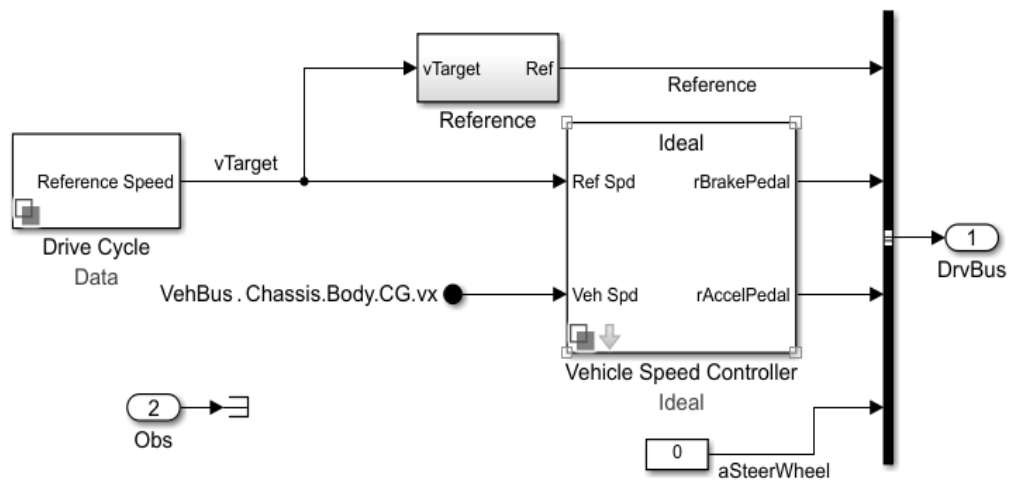 vTarget Ref
Reference
Reference
Ideal
vTarget
Reference Speed
Ref Spd rBrakePedal
Drive Cycle
Data
1
DrvBus
VehBus . Chassis.Body.CG.vx
Veh Spd rAccelPedal
Vehicle Speed Controller
Ideal
2
Obs
0
aSteerWheel